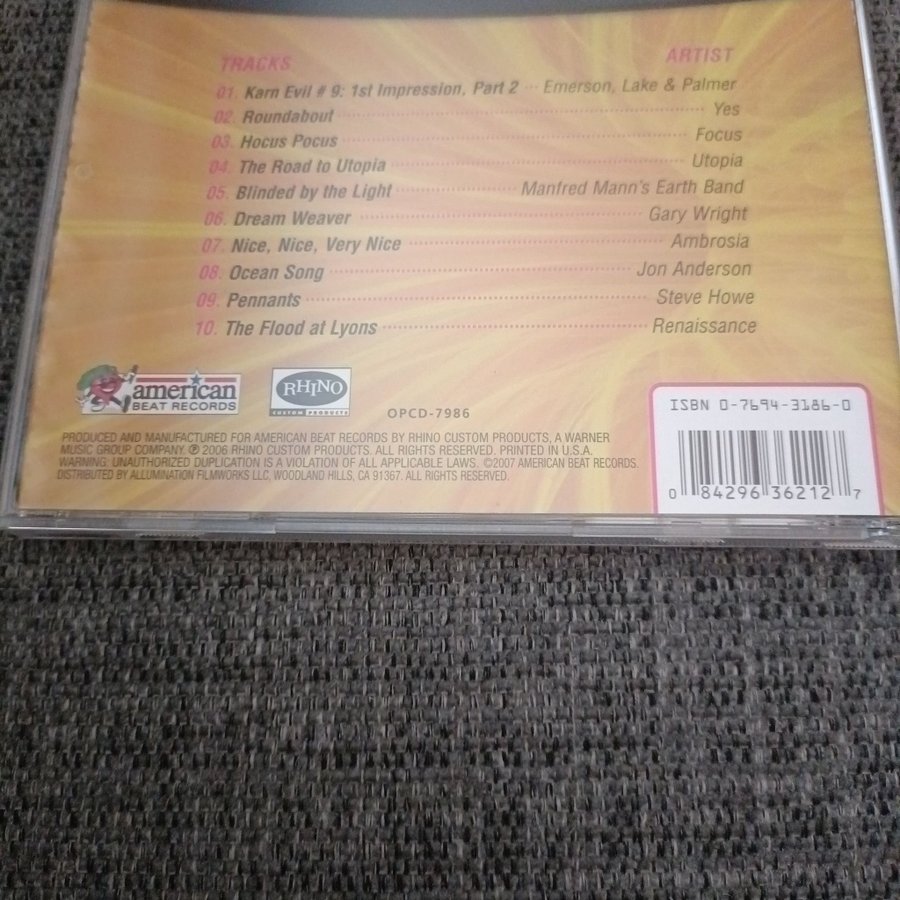 TRACKS ARTIST
01. Karn Evil # 9: 1st Impression, Part 2 Emerson, Lake & Palmer
02. Roundabout Yes
03. Hocus Pocus Focus
04. The Road to Utopia Utopia
05. Blinded by the Light Manfred Mann's Earth Band
06. Dream Weaver Gary Wright
07. Nice, Nice, Very Nice Ambrosia
08. Ocean Song Jon Anderson
09. Pennants Steve Howe
10. The Flood at Lyons Renaissance
american
BEAT RECORDS
RHINO
CUSTOM PRODUCTS
OPCD-7986
ISBN 0-7694-3186-0
PRODUCED AND MANUFACTURED FOR AMERICAN BEAT RECORDS BY RHINO CUSTOM PRODUCTS, A WARNER
MUSIC GROUP COMPANY. ℗ 2006 RHINO CUSTOM PRODUCTS. ALL RIGHTS RESERVED. PRINTED IN U.S.A.
WARNING: UNAUTHORIZED DUPLICATION IS A VIOLATION OF ALL APPLICABLE LAWS. ©2007 AMERICAN BEAT RECORDS.
DISTRIBUTED BY ALLUMINATION FILMWORKS LLC, WOODLAND HILLS, CA 91367. ALL RIGHTS RESERVED.
0 84296 36212 7